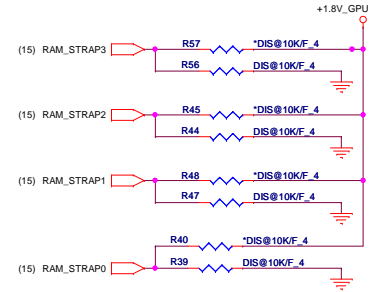 +1.8V_GPU
(15) RAM_STRAP3 R57 *DIS@10K/F_4
R56 DIS@10K/F_4
(15) RAM_STRAP2 R45 *DIS@10K/F_4
R44 DIS@10K/F_4
(15) RAM_STRAP1 R48 *DIS@10K/F_4
R47 DIS@10K/F_4
R40 *DIS@10K/F_4
(15) RAM_STRAP0 R39 DIS@10K/F_4